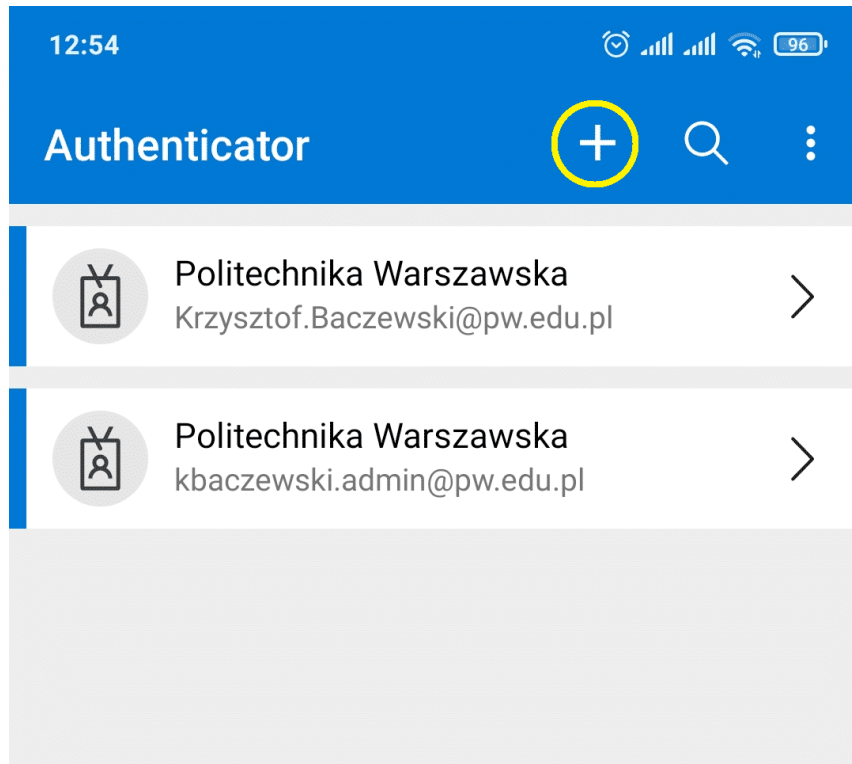 12:54 96
Authenticator
Politechnika Warszawska
Krzysztof.Baczewski@pw.edu.pl
Politechnika Warszawska
kbaczewski.admin@pw.edu.pl